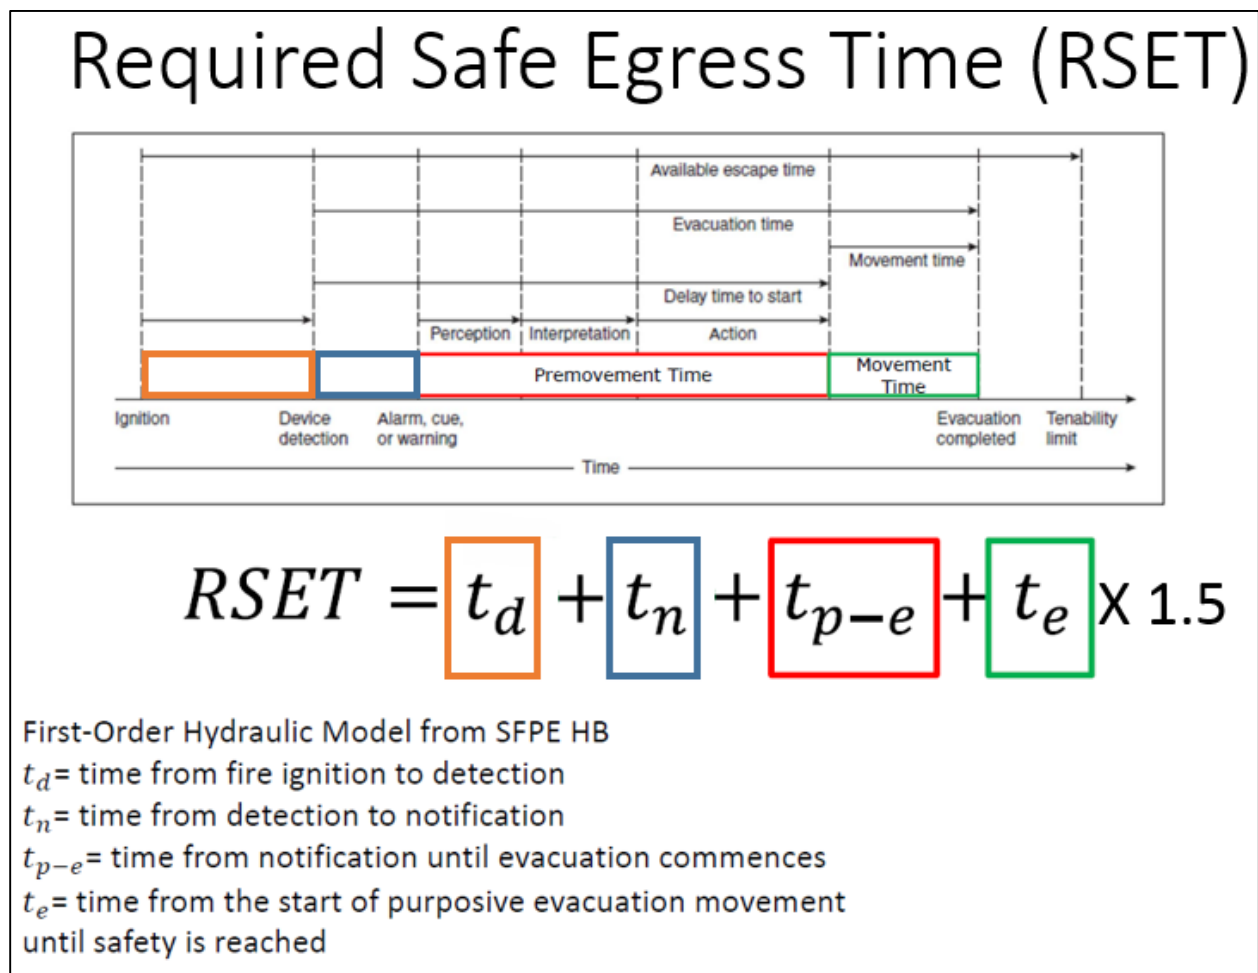 Required Safe Egress Time (RSET)
Available escape time
Evacuation time
Movement time
Delay time to start
Perception
Interpretation
Action
Premovement Time
Movement
Time
Ignition
Device
detection
Alarm, cue,
or warning
Evacuation
completed
Tenability
limit
Time
RSET = t_d + t_n + t_{p-e} + t_e X 1.5
First-Order Hydraulic Model from SFPE HB
t_d= time from fire ignition to detection
t_n= time from detection to notification
t_{p-e}= time from notification until evacuation commences
t_e= time from the start of purposive evacuation movement
until safety is reached